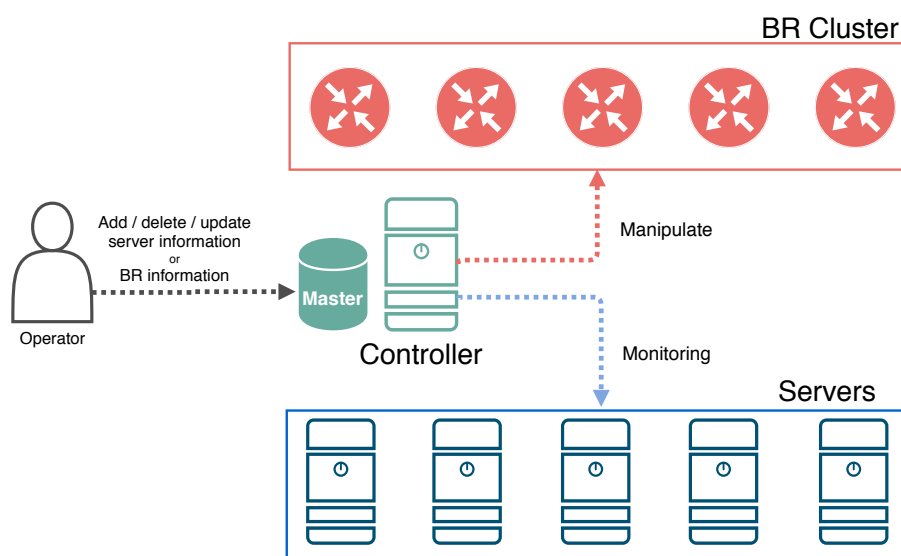 BR Cluster
Add / delete / update
server information
or
BR information
Manipulate
Master
Operator
Controller
Monitoring
Servers